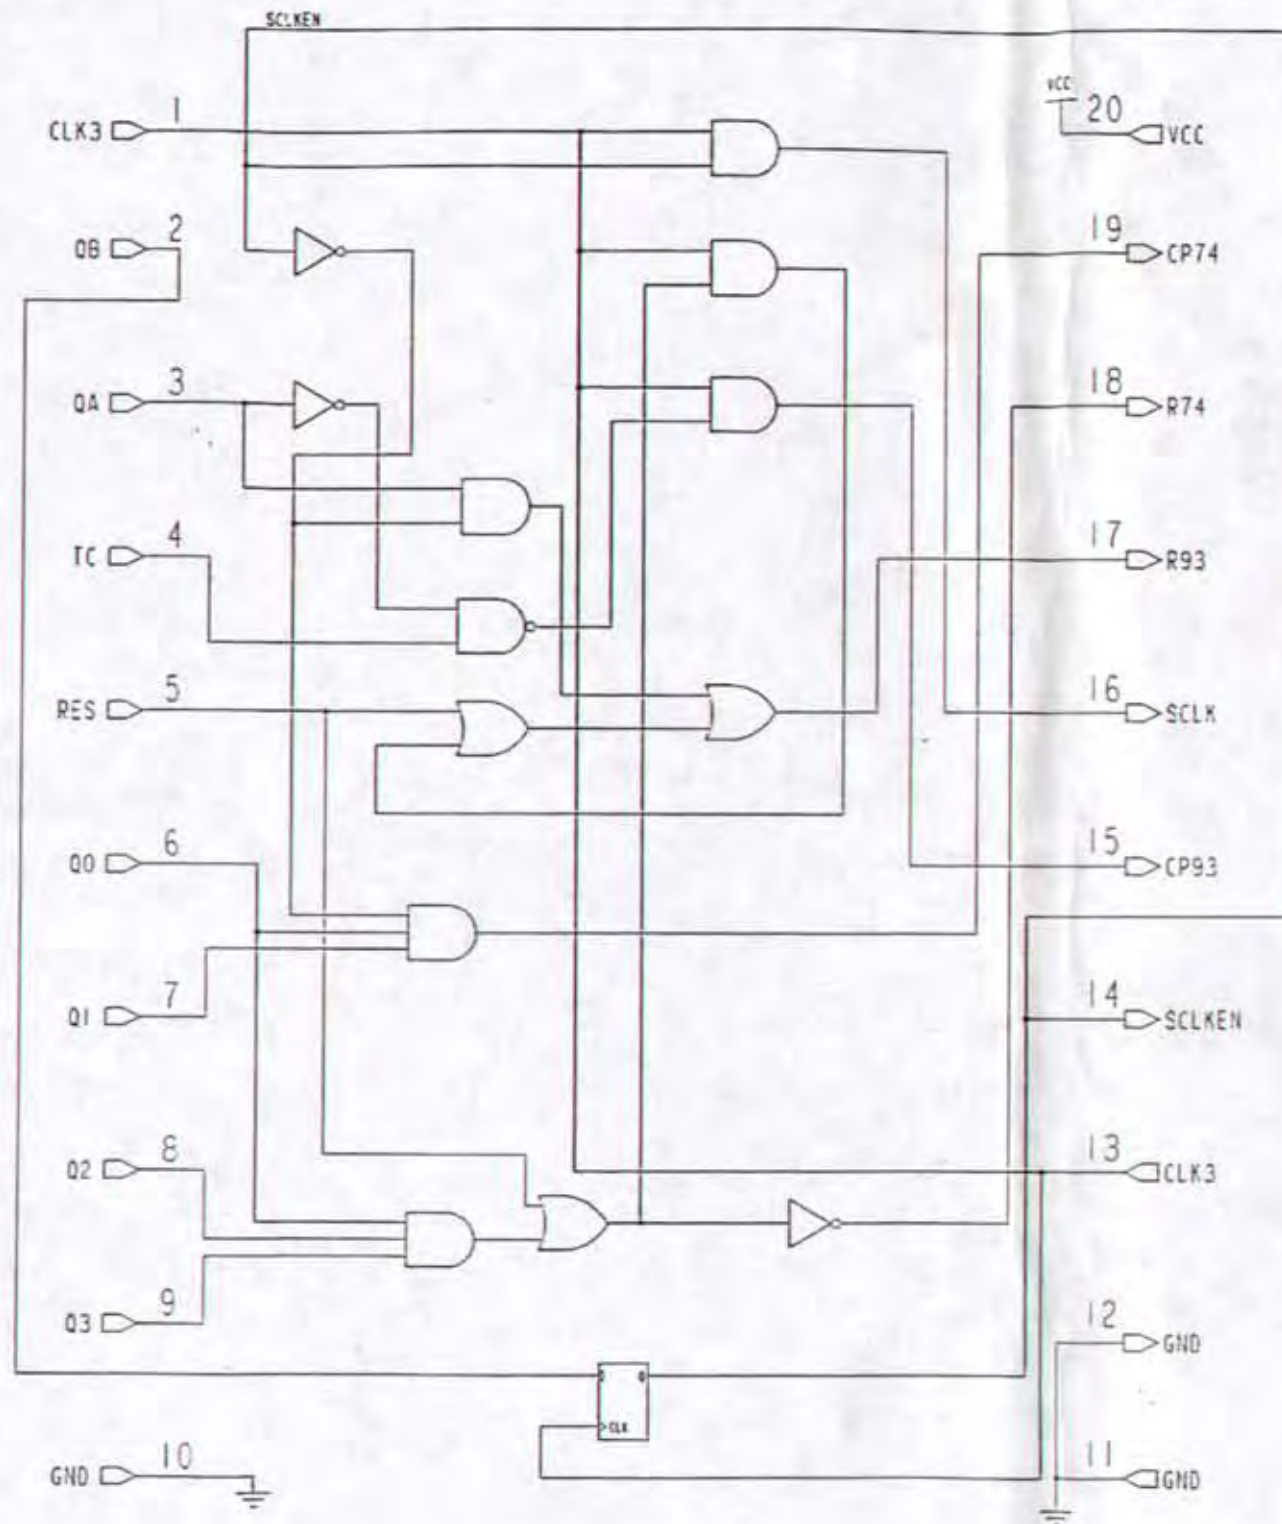 SCLKEN
CLK3 1
VCC
20 VCC
QB 2
19 CP74
QA 3
18 R74
TC 4
17 R93
RES 5
16 SCLK
Q0 6
15 CP93
Q1 7
14 SCLKEN
Q2 8
13 CLK3
Q3 9
12 GND
D Q
CLK
GND 10
11 GND